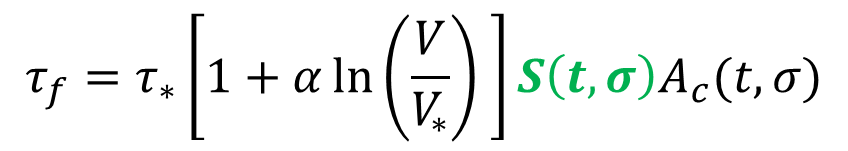 τ_f = τ_* [1 + α ln(V/V_*)] S(t, σ)A_c(t, σ)